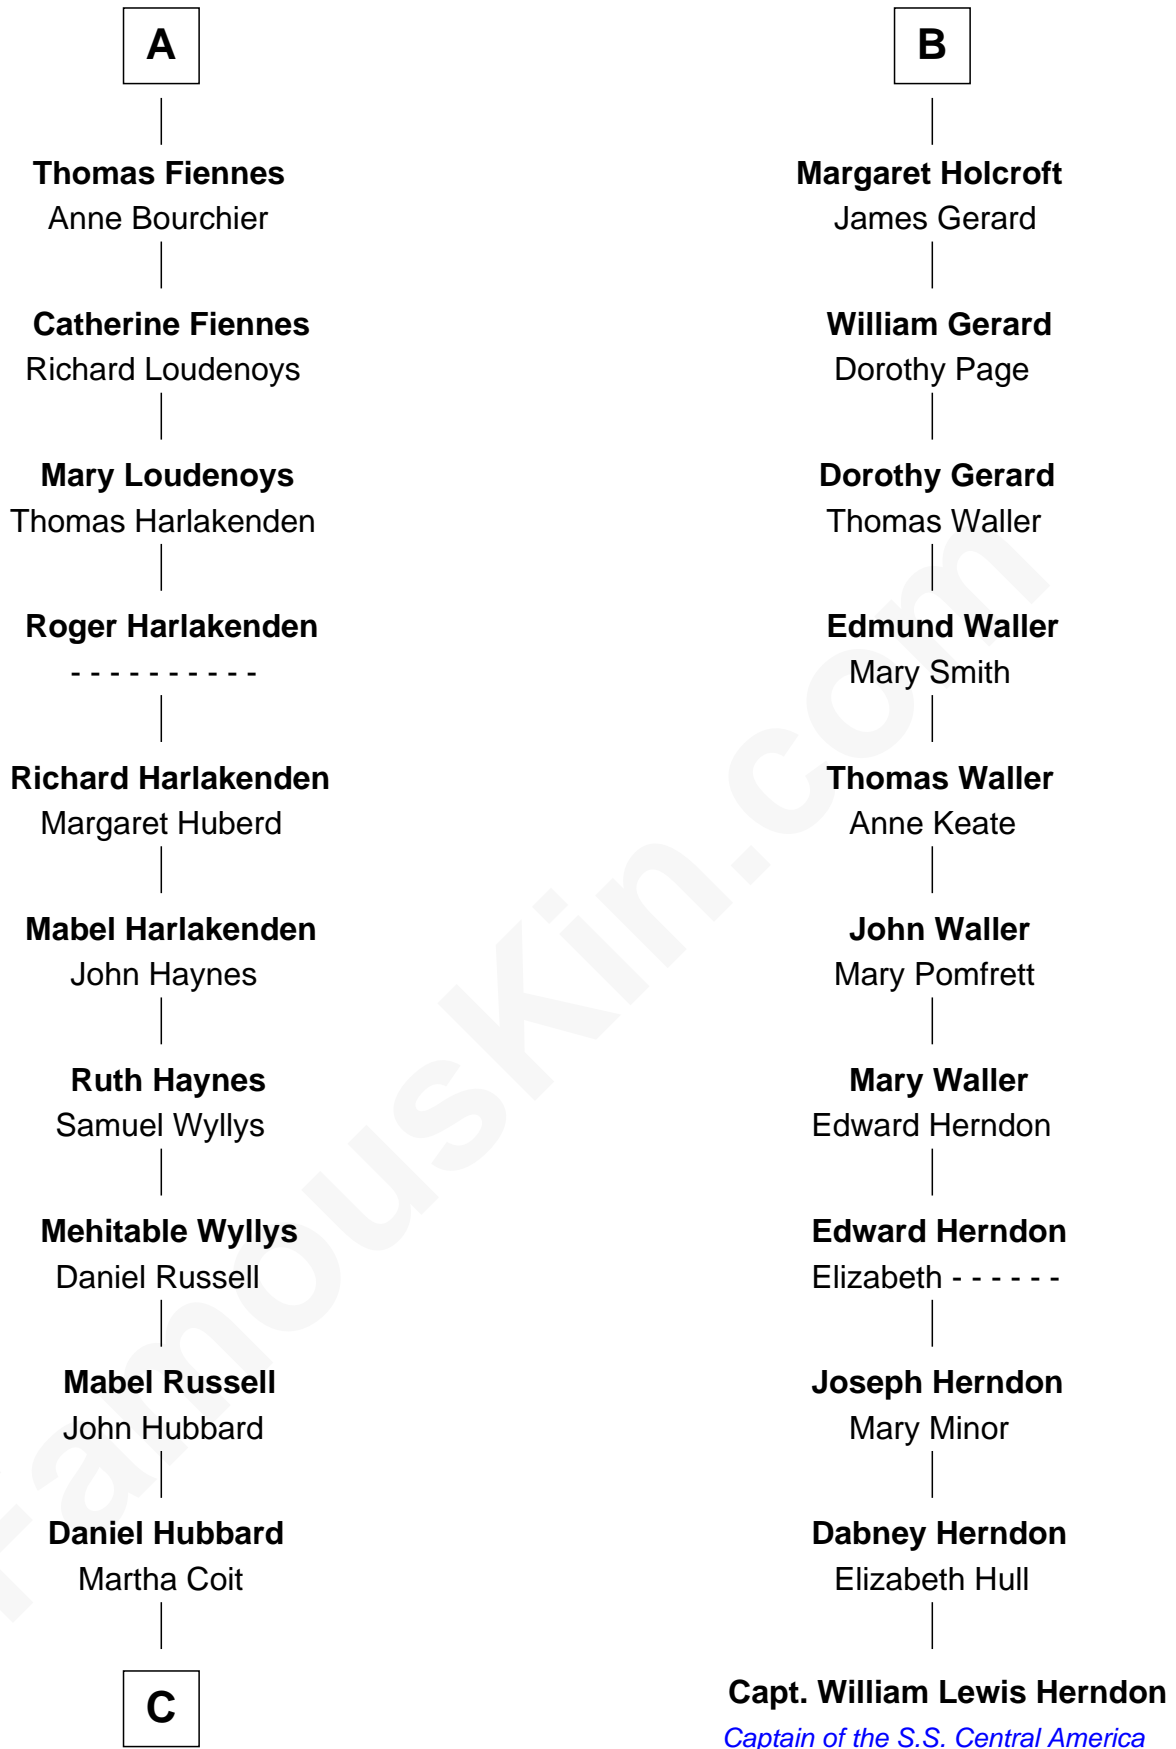 A
Thomas Fiennes
Anne Bourchier
Catherine Fiennes
Richard Loudenoys
Mary Loudenoys
Thomas Harlakenden
Roger Harlakenden
- - - - - - - - - -
Richard Harlakenden
Margaret Huberd
Mabel Harlakenden
John Haynes
Ruth Haynes
Samuel Wyllys
Mehitable Wyllys
Daniel Russell
Mabel Russell
John Hubbard
Daniel Hubbard
Martha Coit
C
B
Margaret Holcroft
James Gerard
William Gerard
Dorothy Page
Dorothy Gerard
Thomas Waller
Edmund Waller
Mary Smith
Thomas Waller
Anne Keate
John Waller
Mary Pomfrett
Mary Waller
Edward Herndon
Edward Herndon
Elizabeth - - - - - -
Joseph Herndon
Mary Minor
Dabney Herndon
Elizabeth Hull
Capt. William Lewis Herndon
Captain of the S.S. Central America
FamousKin.com